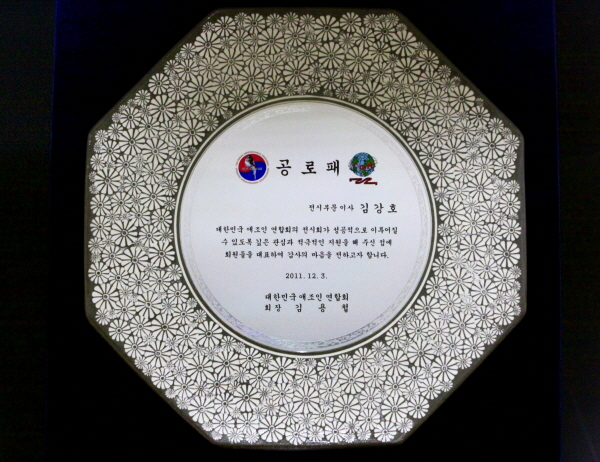 공로패
전시부문이사 김강호
대한민국 애조인 연합회의 전시회가 성공적으로 이루어질
수 있도록 깊은 관심과 적극적인 지원을 해 주신 점에
회원들을 대표하여 감사의 마음을 전하고자 합니다.
2011. 12. 3.
대한민국 애조인 연합회
회장 김용철